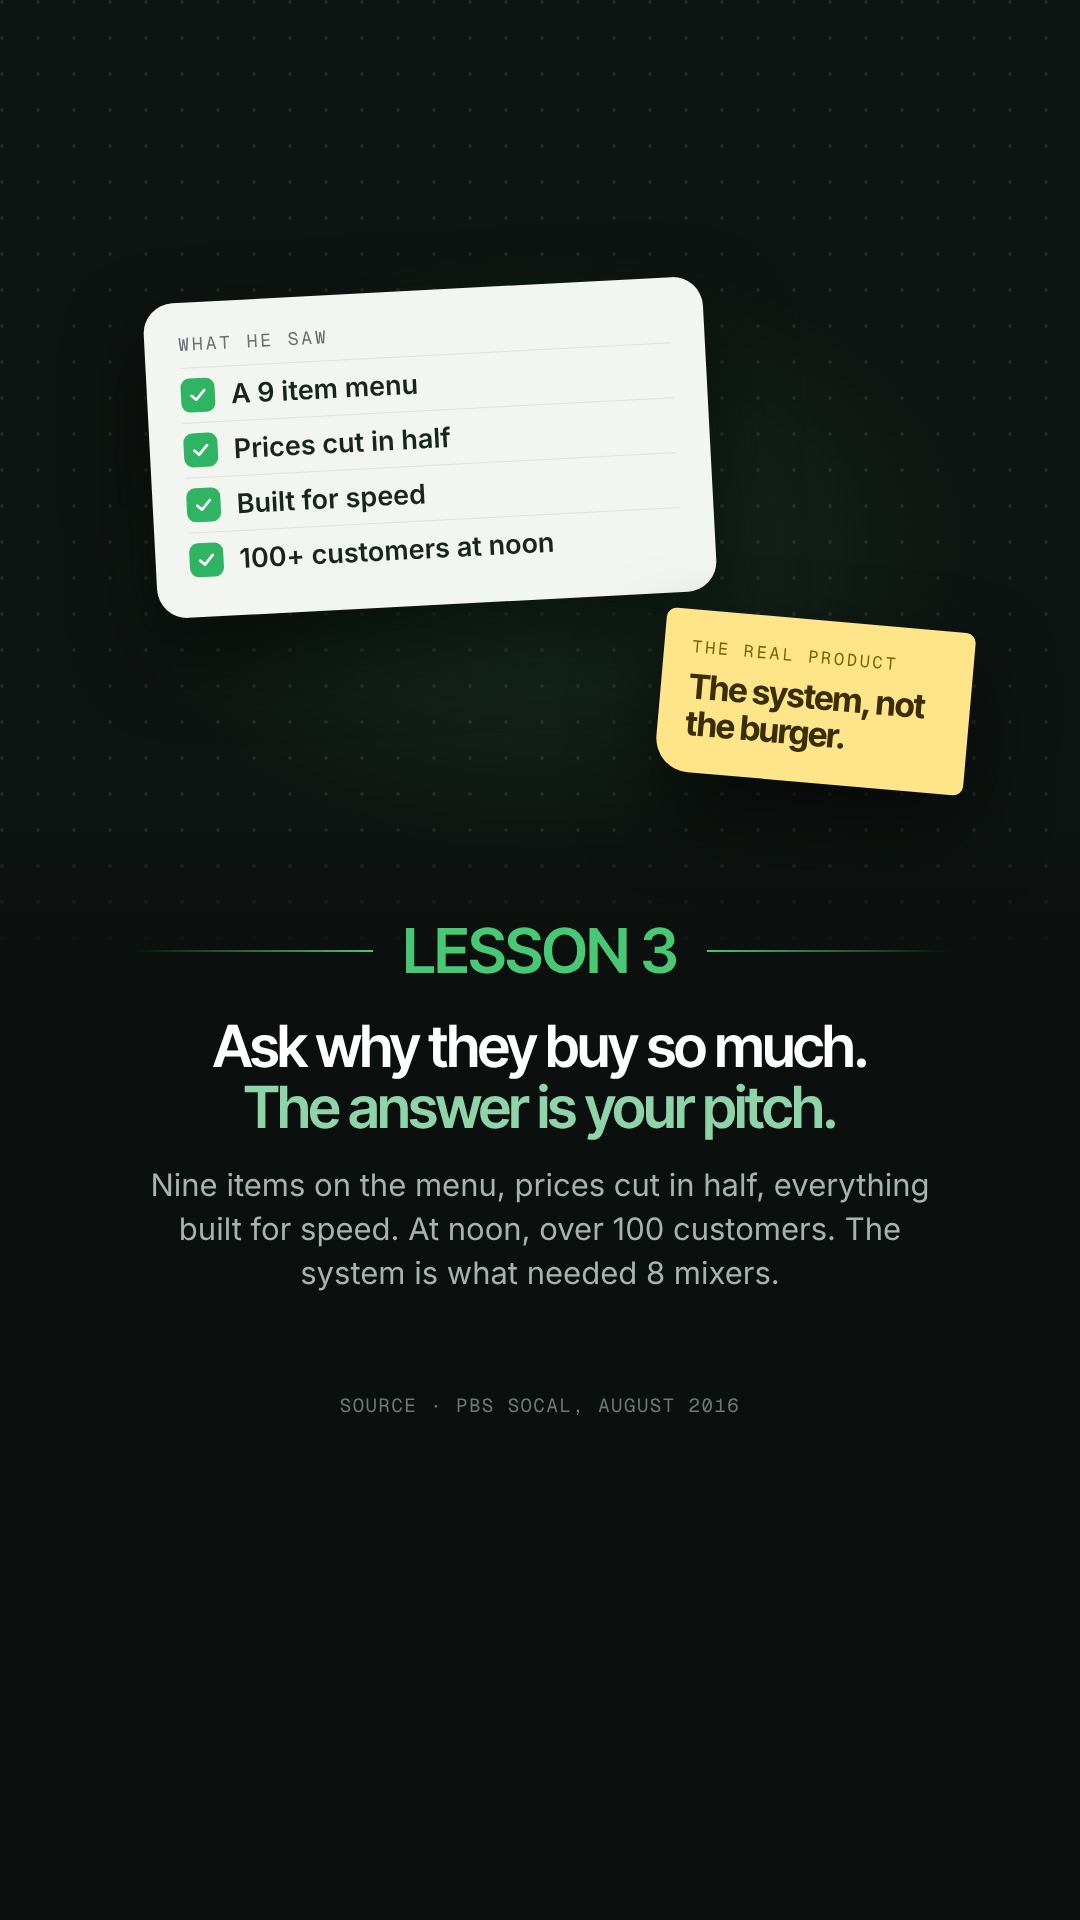 WHAT HE SAW
A 9 item menu
Prices cut in half
Built for speed
100+ customers at noon
THE REAL PRODUCT
The system, not
the burger.
LESSON 3
Ask why they buy so much.
The answer is your pitch.
Nine items on the menu, prices cut in half, everything
built for speed. At noon, over 100 customers. The
system is what needed 8 mixers.
SOURCE · PBS SOCAL, AUGUST 2016